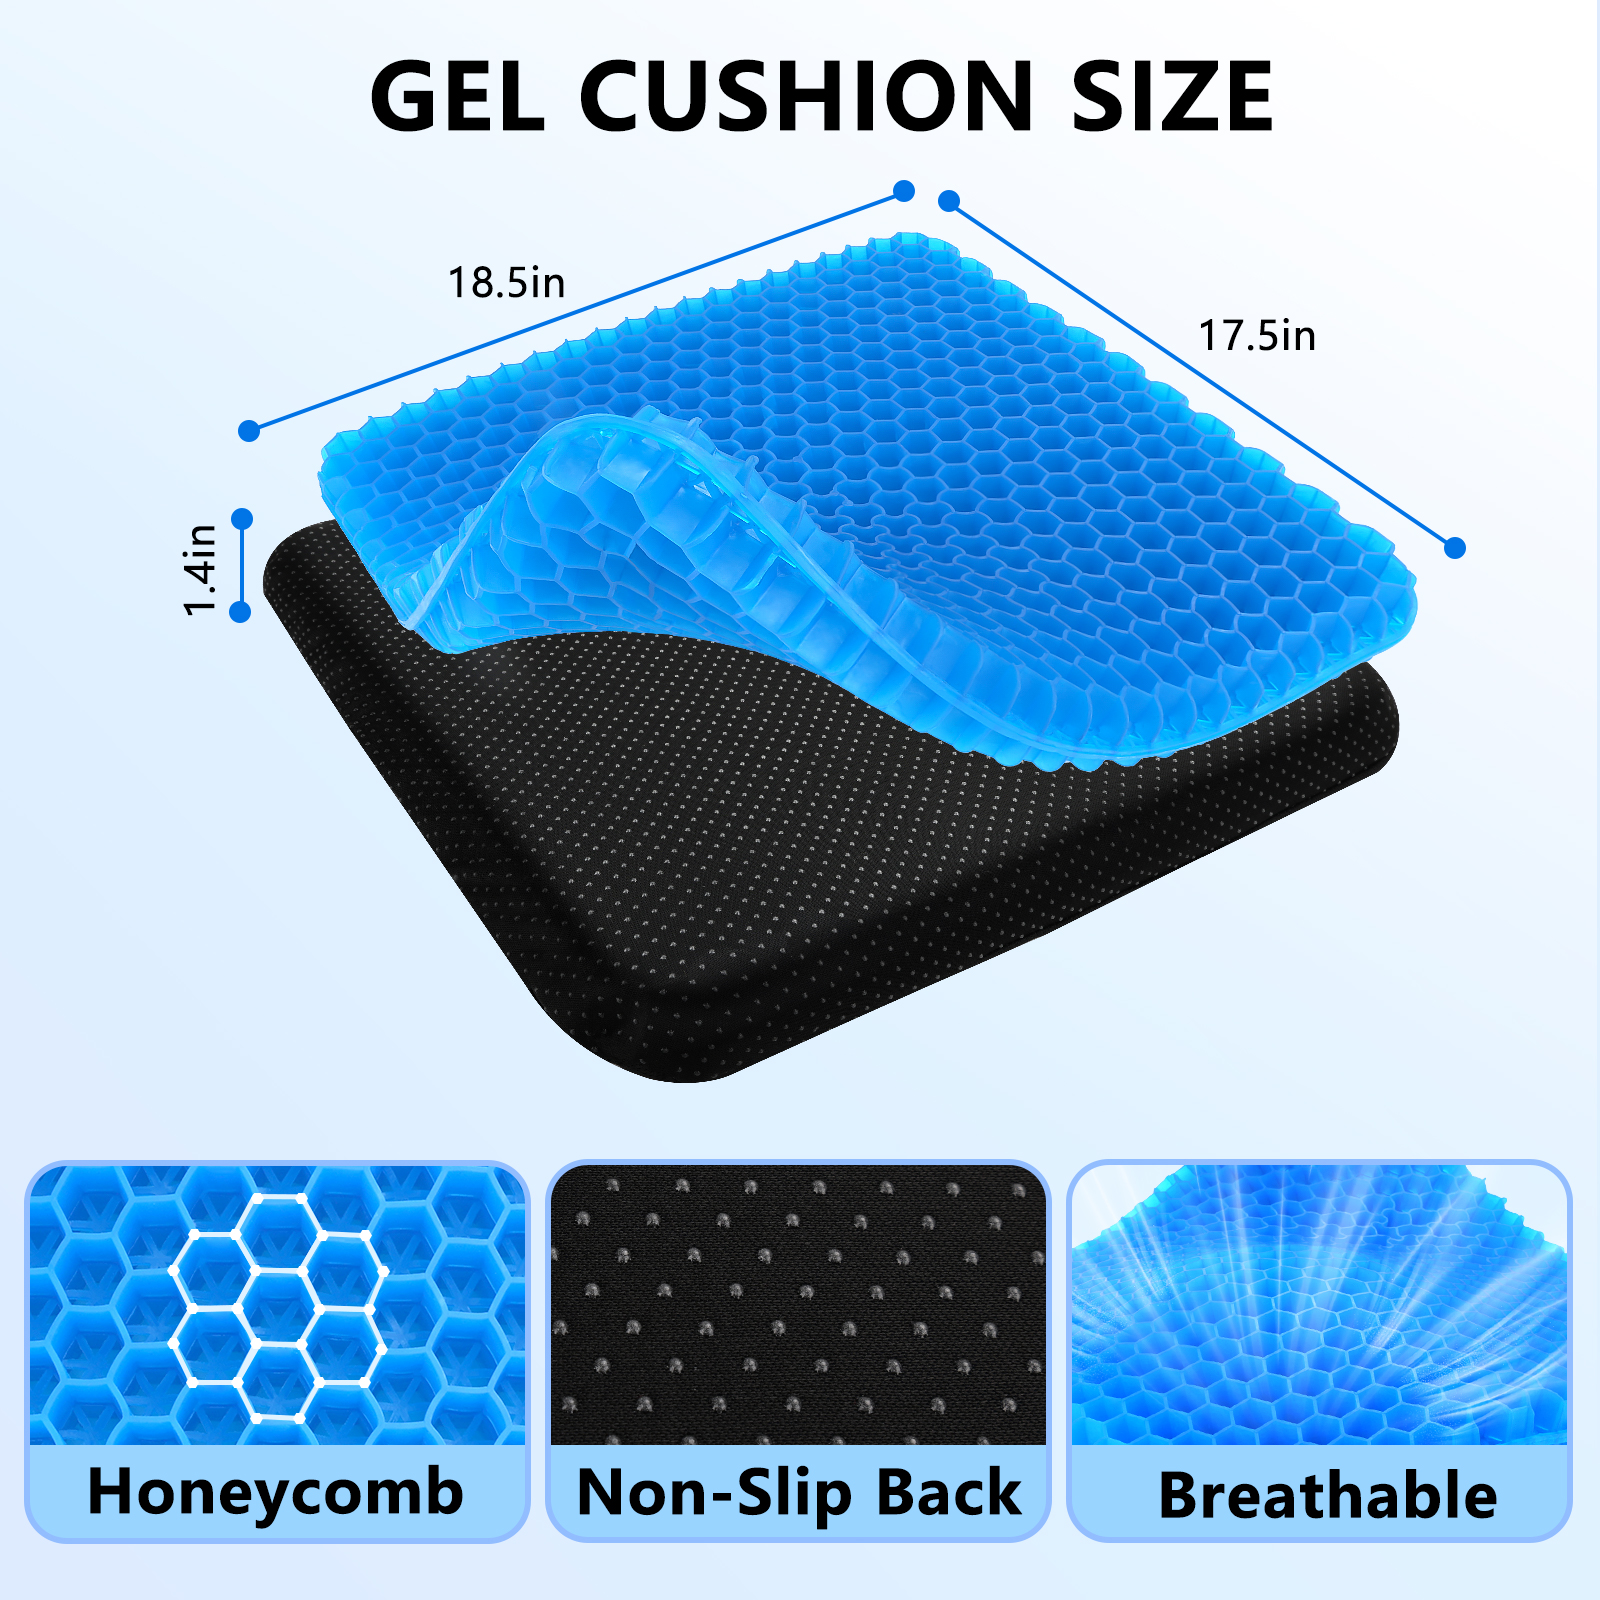 GEL CUSHION SIZE
18.5in
17.5in
1.4in
Honeycomb
Non-Slip Back
Breathable